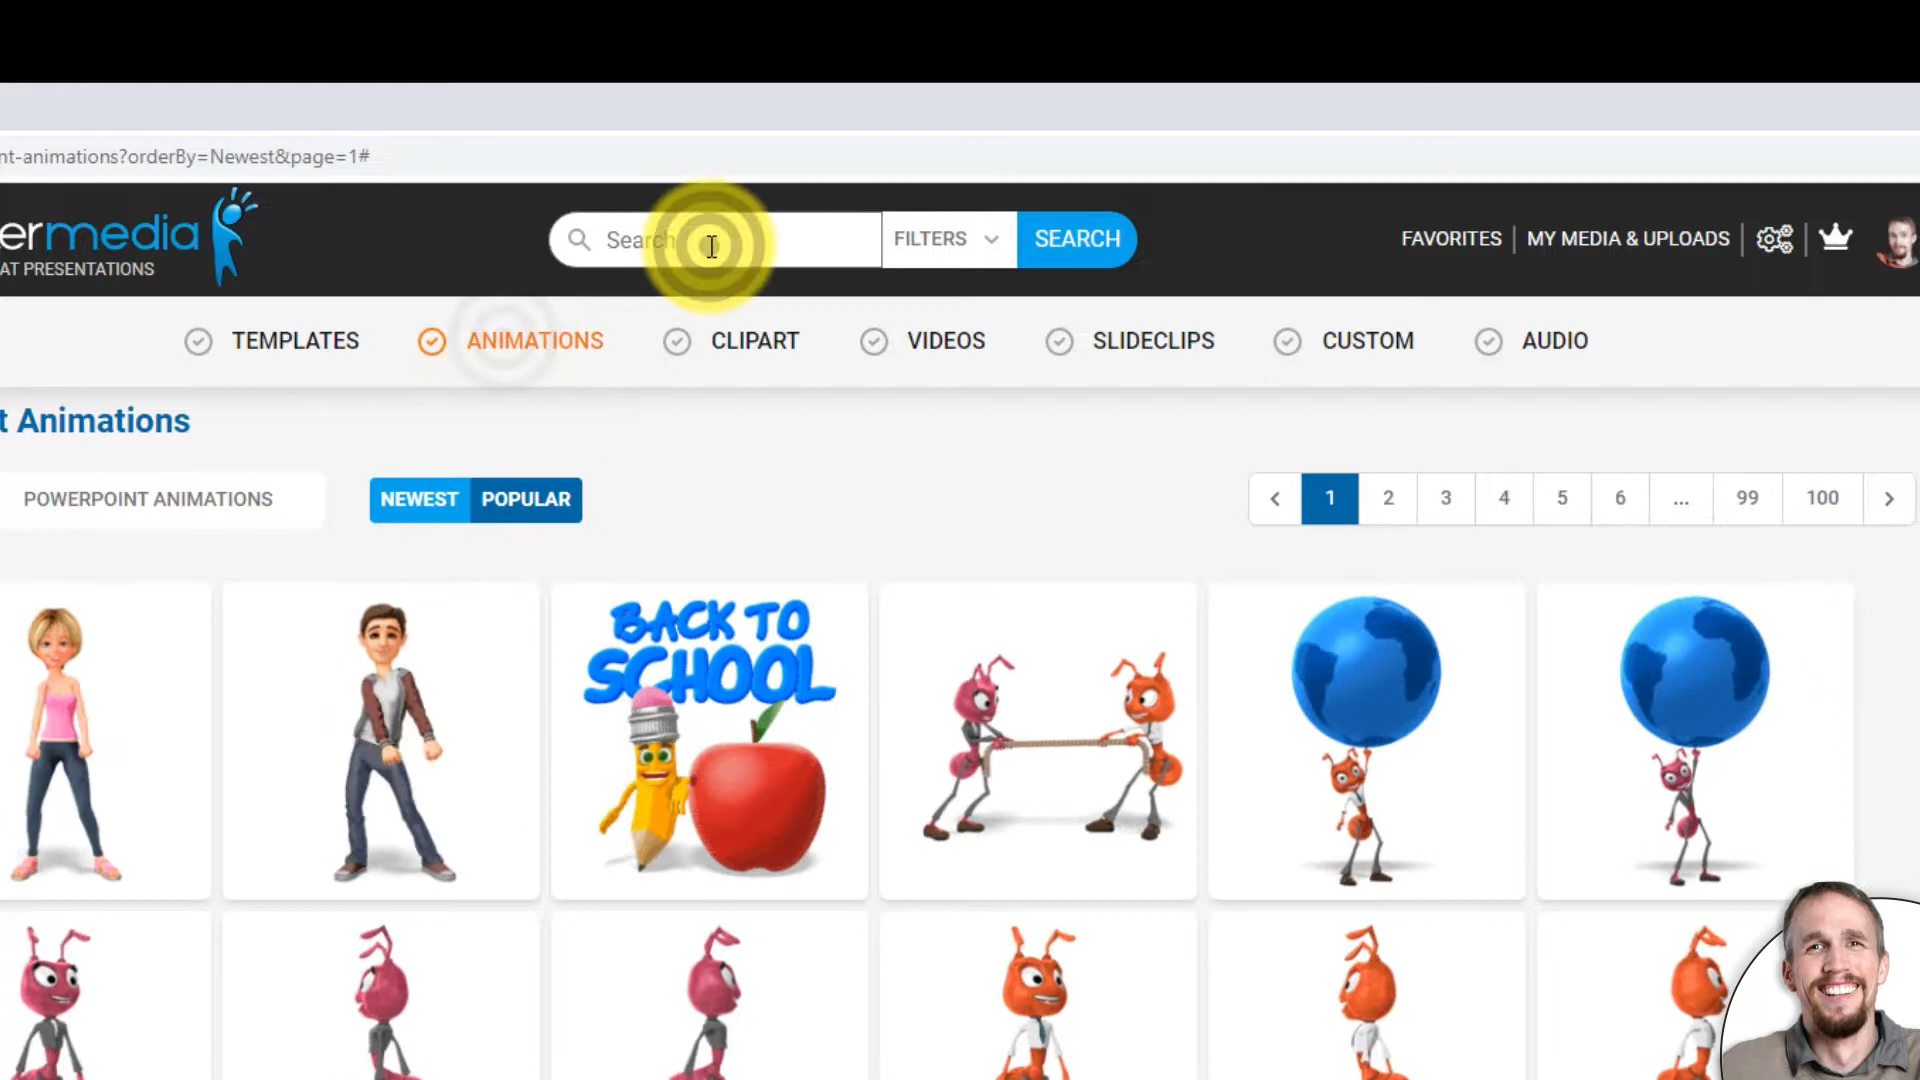 nt-animations?orderBy=Newest&page=1#
ermedia
AT PRESENTATIONS
Search
FILTERS
SEARCH
FAVORITES
MY MEDIA & UPLOADS
TEMPLATES
ANIMATIONS
CLIPART
VIDEOS
SLIDECLIPS
CUSTOM
AUDIO
t Animations
POWERPOINT ANIMATIONS
NEWEST
POPULAR
1
2
3
4
5
6
...
99
100
BACK TO
SCHOOL